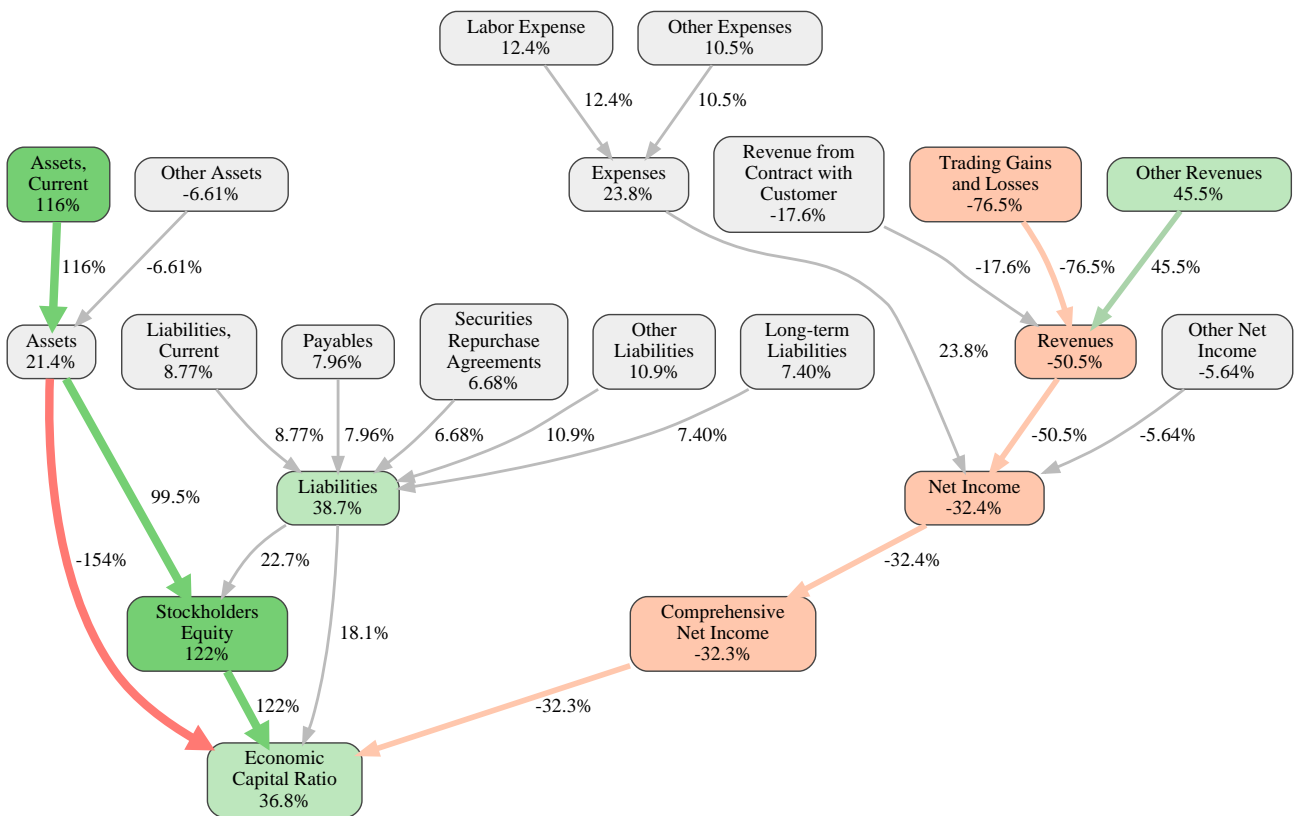 Labor Expense
12.4%
Other Expenses
10.5%
12.4%
10.5%
Assets,
Current
116%
Other Assets
-6.61%
Expenses
23.8%
Revenue from
Contract with
Customer
-17.6%
Trading Gains
and Losses
-76.5%
Other Revenues
45.5%
116%
-6.61%
-17.6%
-76.5%
45.5%
Assets
21.4%
Liabilities,
Current
8.77%
Payables
7.96%
Securities
Repurchase
Agreements
6.68%
Other
Liabilities
10.9%
Long-term
Liabilities
7.40%
23.8%
Revenues
-50.5%
Other Net
Income
-5.64%
8.77%
7.96%
6.68%
10.9%
7.40%
-50.5%
-5.64%
99.5%
Liabilities
38.7%
Net Income
-32.4%
-154%
22.7%
-32.4%
Stockholders
Equity
122%
18.1%
Comprehensive
Net Income
-32.3%
122%
-32.3%
Economic
Capital Ratio
36.8%